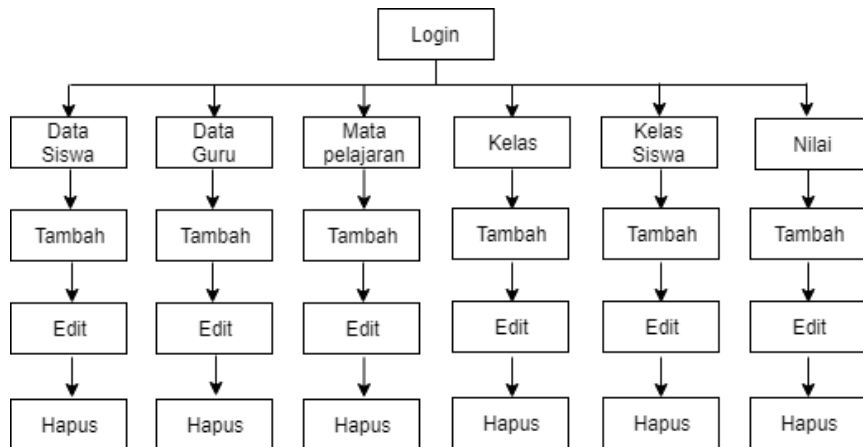 Login
Data
Siswa
Data
Guru
Mata
pelajaran
Kelas
Kelas
Siswa
Nilai
Tambah
Tambah
Tambah
Tambah
Tambah
Tambah
Edit
Edit
Edit
Edit
Edit
Edit
Hapus
Hapus
Hapus
Hapus
Hapus
Hapus